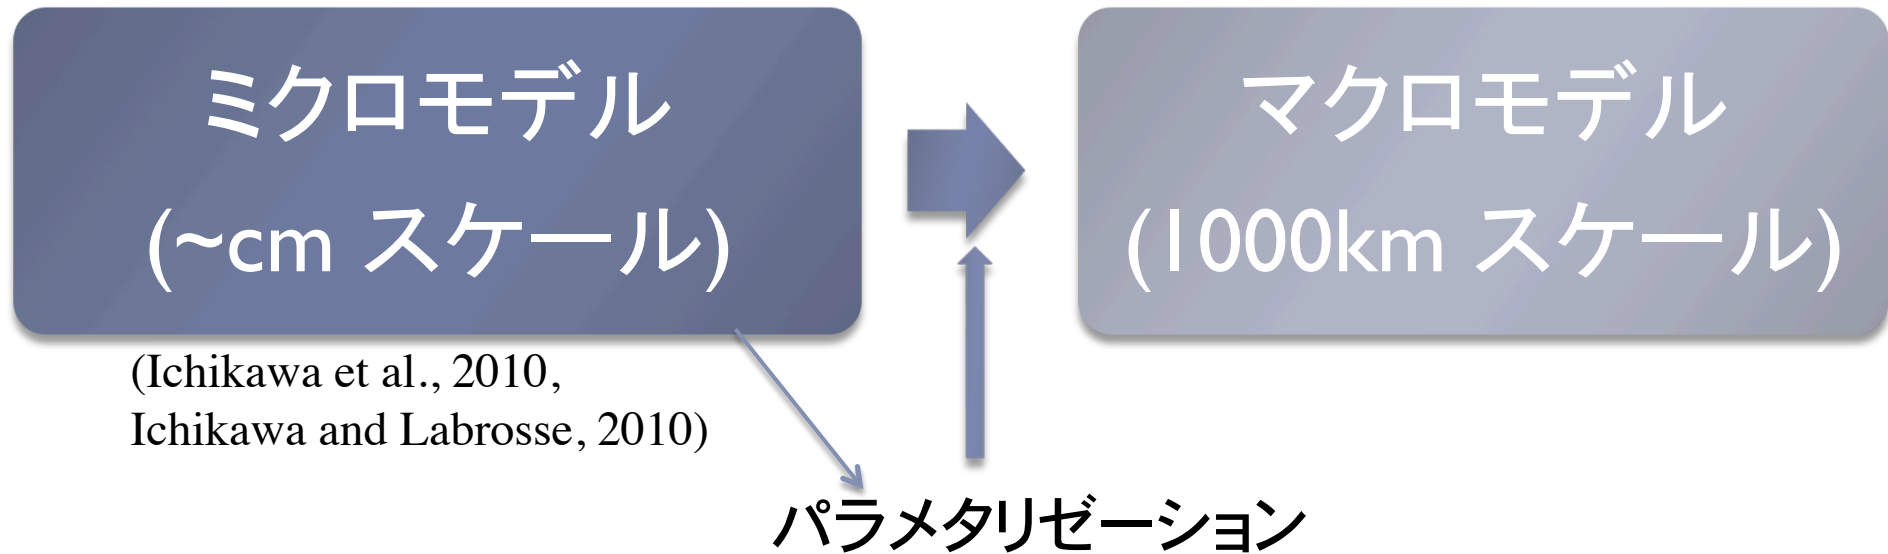 ミクロモデル
(~cm スケール)
マクロモデル
(1000km スケール)
(Ichikawa et al., 2010,
Ichikawa and Labrosse, 2010)
パラメタリゼーション